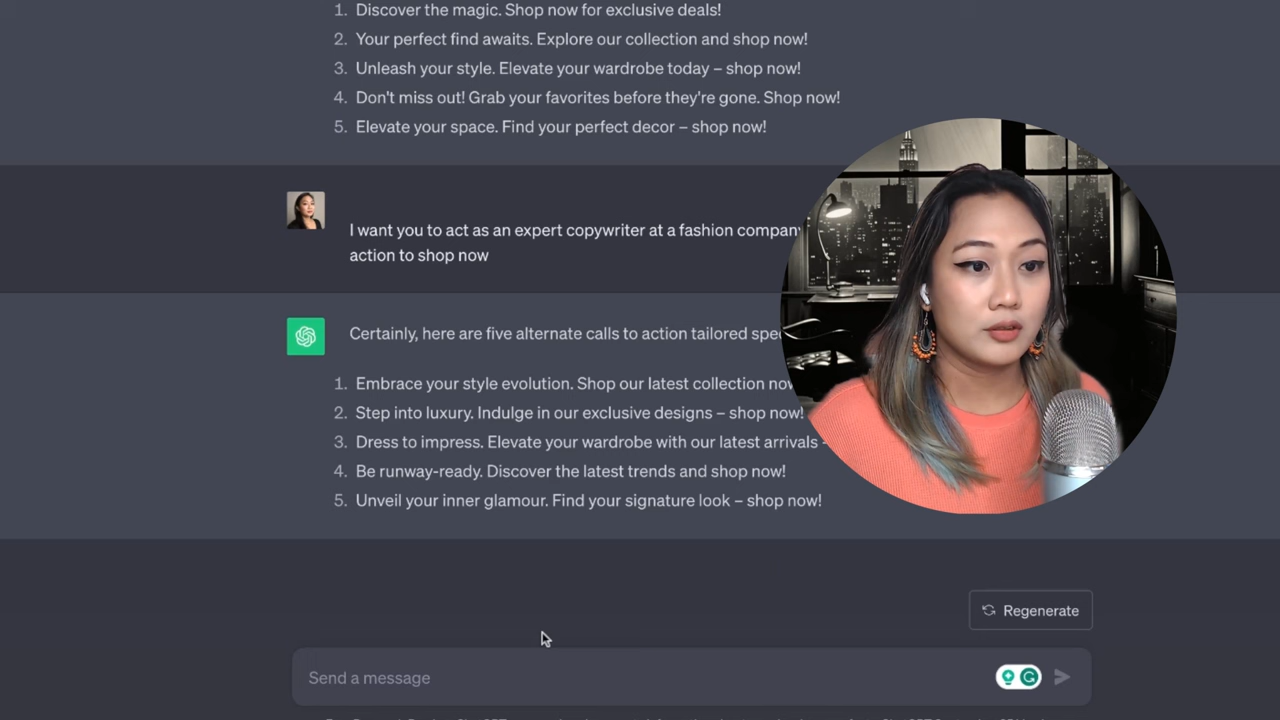 1. Discover the magic. Shop now for exclusive deals!
2. Your perfect find awaits. Explore our collection and shop now!
3. Unleash your style. Elevate your wardrobe today – shop now!
4. Don't miss out! Grab your favorites before they're gone. Shop now!
5. Elevate your space. Find your perfect decor – shop now!
I want you to act as an expert copywriter at a fashion
action to shop now
Certainly, here are five alternate calls to action tailored
1. Embrace your style evolution. Shop our latest collection
2. Step into luxury. Indulge in our exclusive designs – shop now!
3. Dress to impress. Elevate your wardrobe with our latest arrivals –
4. Be runway-ready. Discover the latest trends and shop now!
5. Unveil your inner glamour. Find your signature look – shop now!
Regenerate
Send a message